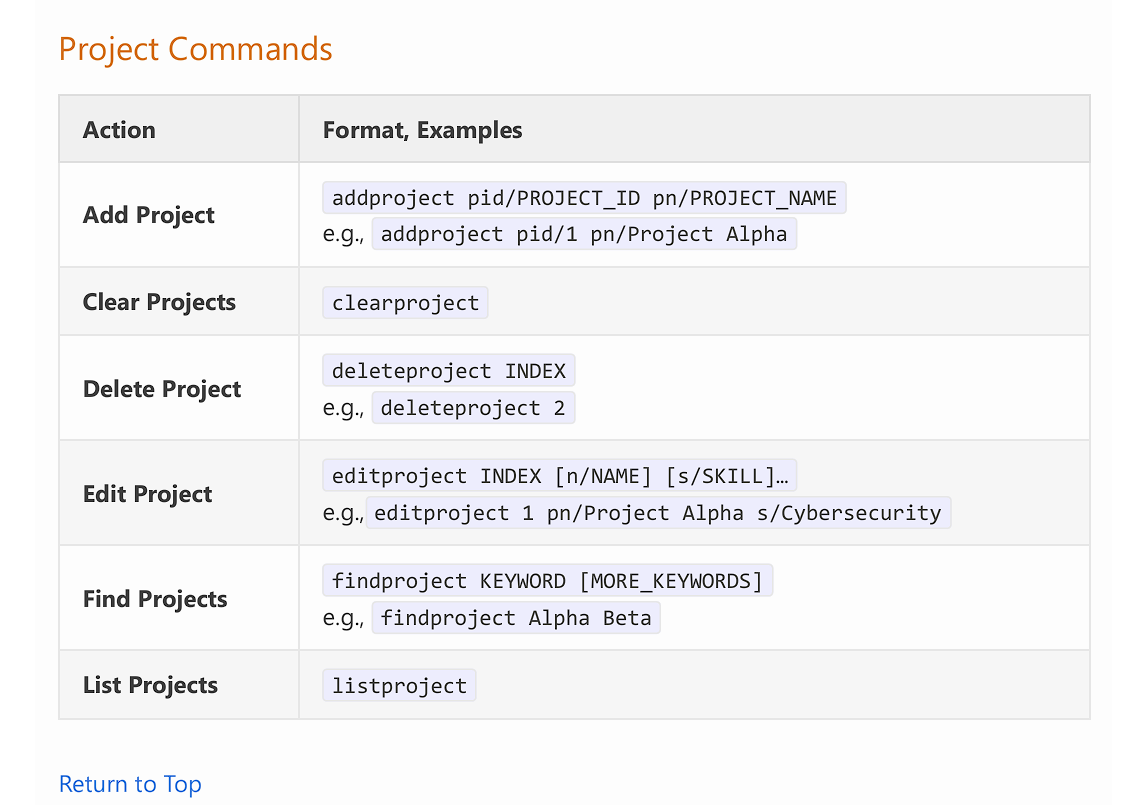 Project Commands
Action
Format, Examples
Add Project
addproject pid/PROJECT_ID pn/PROJECT_NAME
e.g., addproject pid/1 pn/Project Alpha
Clear Projects
clearproject
Delete Project
deleteproject INDEX
e.g., deleteproject 2
Edit Project
editproject INDEX [n/NAME] [s/SKILL]…
e.g., editproject 1 pn/Project Alpha s/Cybersecurity
Find Projects
findproject KEYWORD [MORE_KEYWORDS]
e.g., findproject Alpha Beta
List Projects
listproject
Return to Top